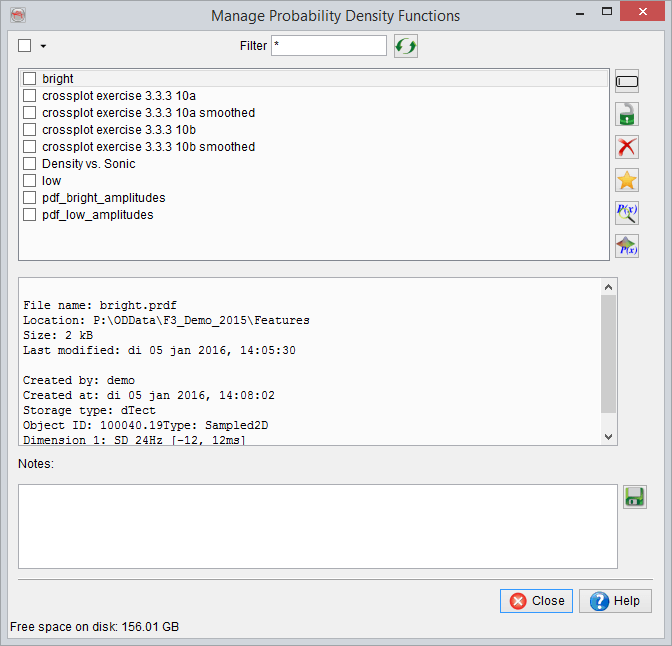 Manage Probability Density Functions
Filter *
bright
crossplot exercise 3.3.3 10a
crossplot exercise 3.3.3 10a smoothed
crossplot exercise 3.3.3 10b
crossplot exercise 3.3.3 10b smoothed
Density vs. Sonic
low
pdf_bright_amplitudes
pdf_low_amplitudes
P(x)
P(x)
File name: bright.prdf
Location: P:\ODData\F3_Demo_2015\Features
Size: 2 kB
Last modified: di 05 jan 2016, 14:05:30
Created by: demo
Created at: di 05 jan 2016, 14:08:02
Storage type: dTect
Object ID: 100040.19Type: Sampled2D
Dimension 1: SD 24Hz [-12, 12ms]
Notes:
Close ? Help
Free space on disk: 156.01 GB